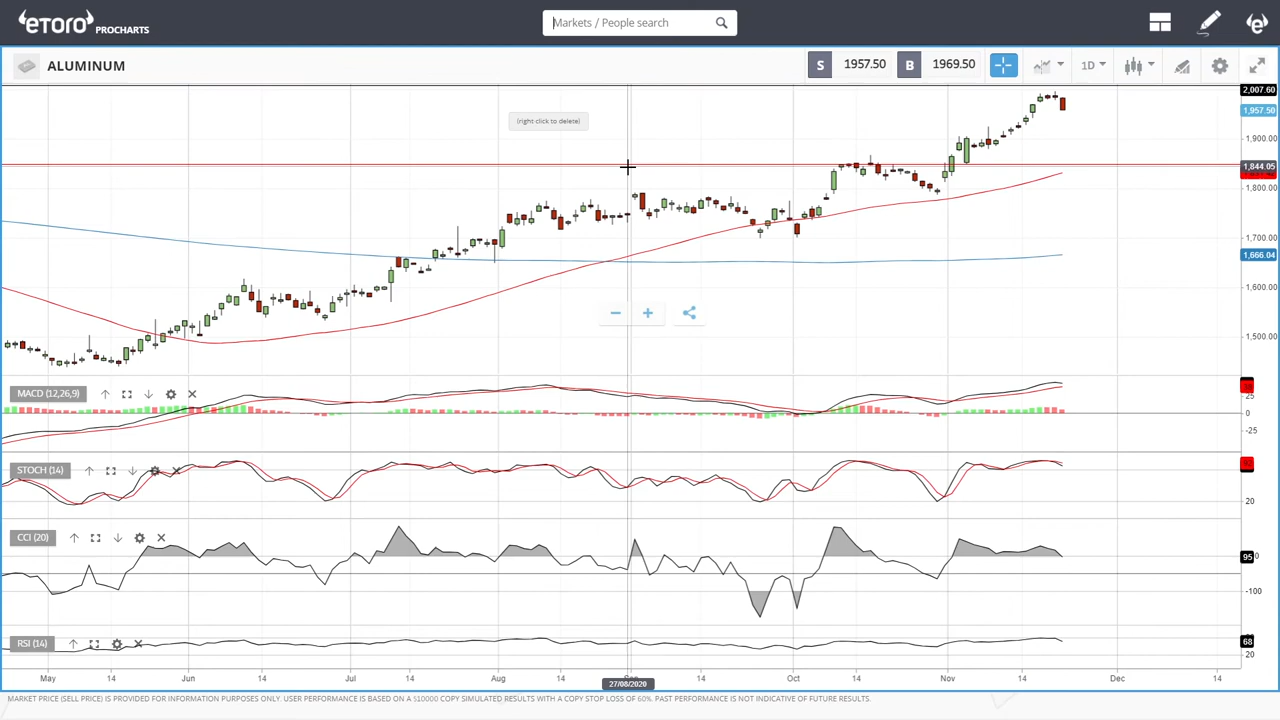 eTORO PROCHARTS
Markets / People search
ALUMINUM
S 1957.50 B 1969.50
1D
2,007.60
(right click to delete)
1,957.50
1,900.00
1,844.05
1,800.00
1,700.00
1,666.04
1,600.00
1,500.00
MACD (12,26,9)
25
0
-25
STOCH (14)
20
CCI (20)
95
-100
RSI (14)
68
20
May 14 Jun 14 Jul 14 Aug 14 14 Oct 14 Nov 14 Dec 14
27/08/2020
MARKET PRICE (SELL PRICE) IS PROVIDED FOR INFORMATION PURPOSES ONLY. USER PERFORMANCE IS BASED ON A $10000 COPY SIMULATED RESULTS WITH A COPY STOP LOSS OF 60%. PAST PERFORMANCE IS NOT INDICATIVE OF FUTURE RESULTS.